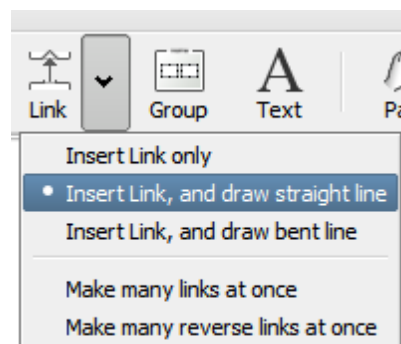 Link Group Text Pa
Insert Link only
Insert Link, and draw straight line
Insert Link, and draw bent line
Make many links at once
Make many reverse links at once